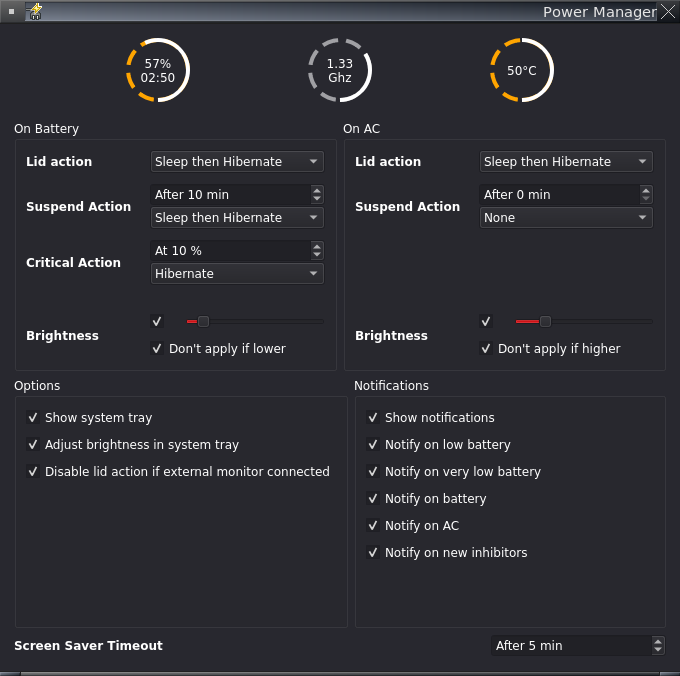 Power Manager
57%
02:50
1.33
Ghz
50°C
On Battery
Lid action
Sleep then Hibernate
Suspend Action
After 10 min
Sleep then Hibernate
Critical Action
At 10 %
Hibernate
Brightness
Don't apply if lower
On AC
Lid action
Sleep then Hibernate
Suspend Action
After 0 min
None
Brightness
Don't apply if higher
Options
Show system tray
Adjust brightness in system tray
Disable lid action if external monitor connected
Notifications
Show notifications
Notify on low battery
Notify on very low battery
Notify on battery
Notify on AC
Notify on new inhibitors
Screen Saver Timeout
After 5 min